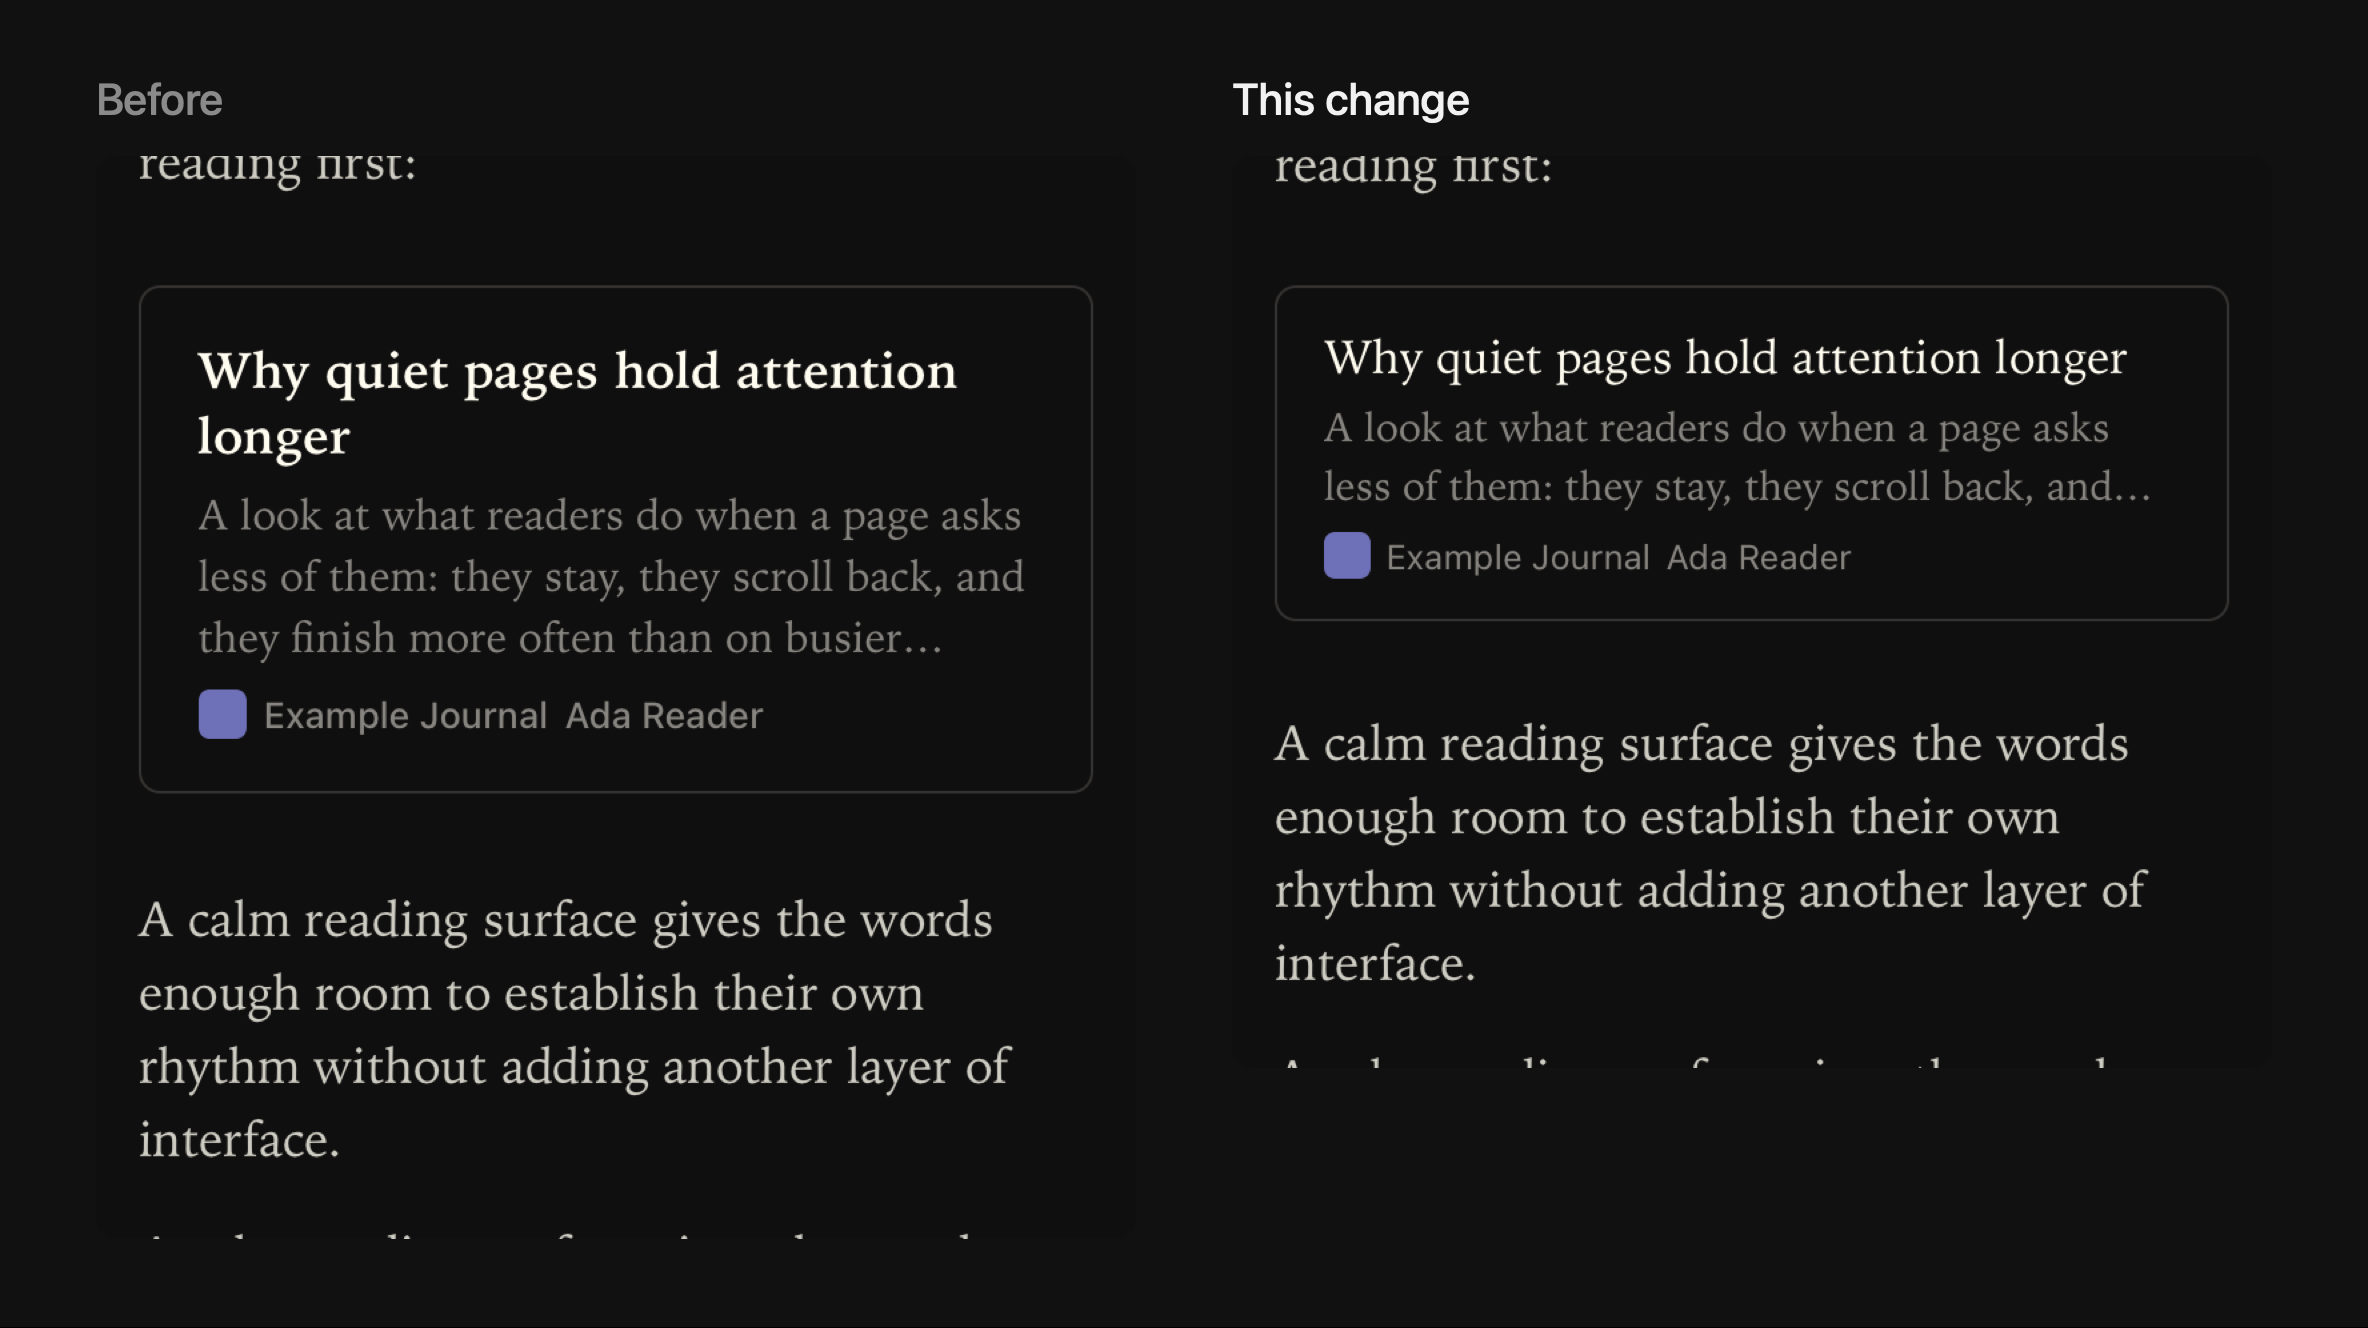 Before
reading first:
Why quiet pages hold attention
longer
A look at what readers do when a page asks
less of them: they stay, they scroll back, and
they finish more often than on busier…
Example Journal Ada Reader
A calm reading surface gives the words
enough room to establish their own
rhythm without adding another layer of
interface.
This change
reading first:
Why quiet pages hold attention longer
A look at what readers do when a page asks
less of them: they stay, they scroll back, and…
Example Journal Ada Reader
A calm reading surface gives the words
enough room to establish their own
rhythm without adding another layer of
interface.